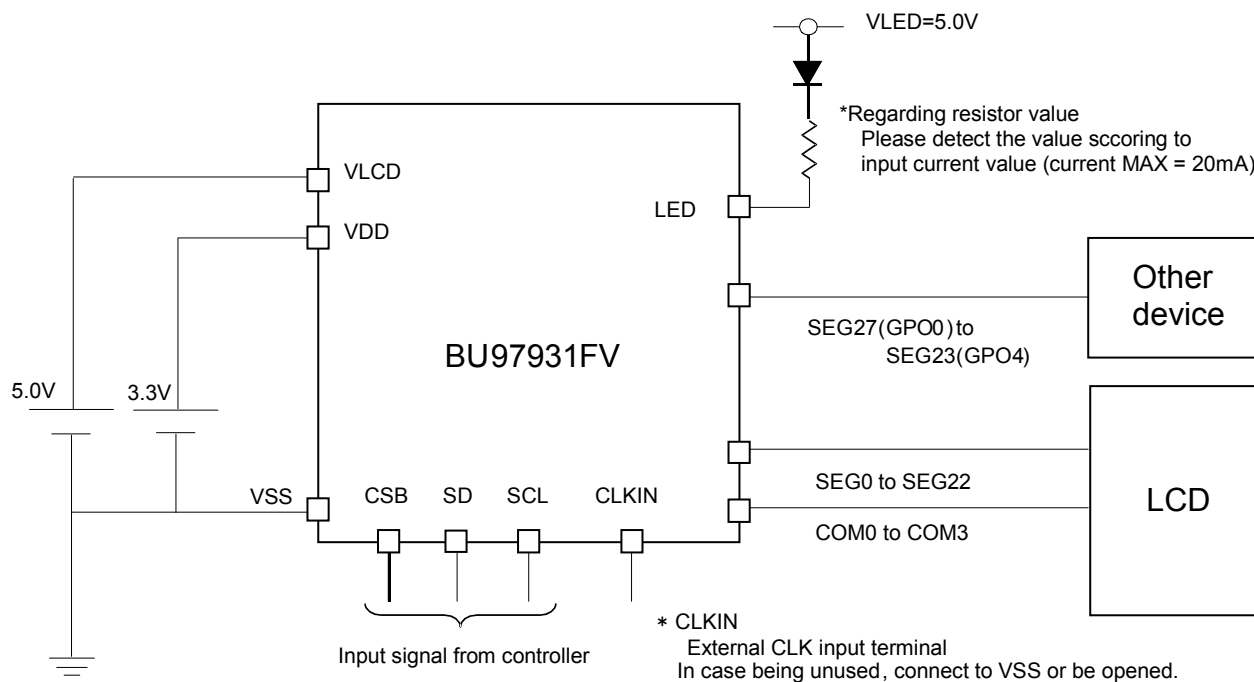 VLED=5.0V
*Regarding resistor value
Please detect the value sccoring to
input current value (current MAX = 20mA)
VLCD
LED
VDD
Other
device
SEG27(GPO0) to
SEG23(GPO4)
BU97931FV
5.0V
3.3V
VSS
CSB
SD
SCL
CLKIN
SEG0 to SEG22
LCD
COM0 to COM3
Input signal from controller
* CLKIN
External CLK input terminal
In case being unused, connect to VSS or be opened.